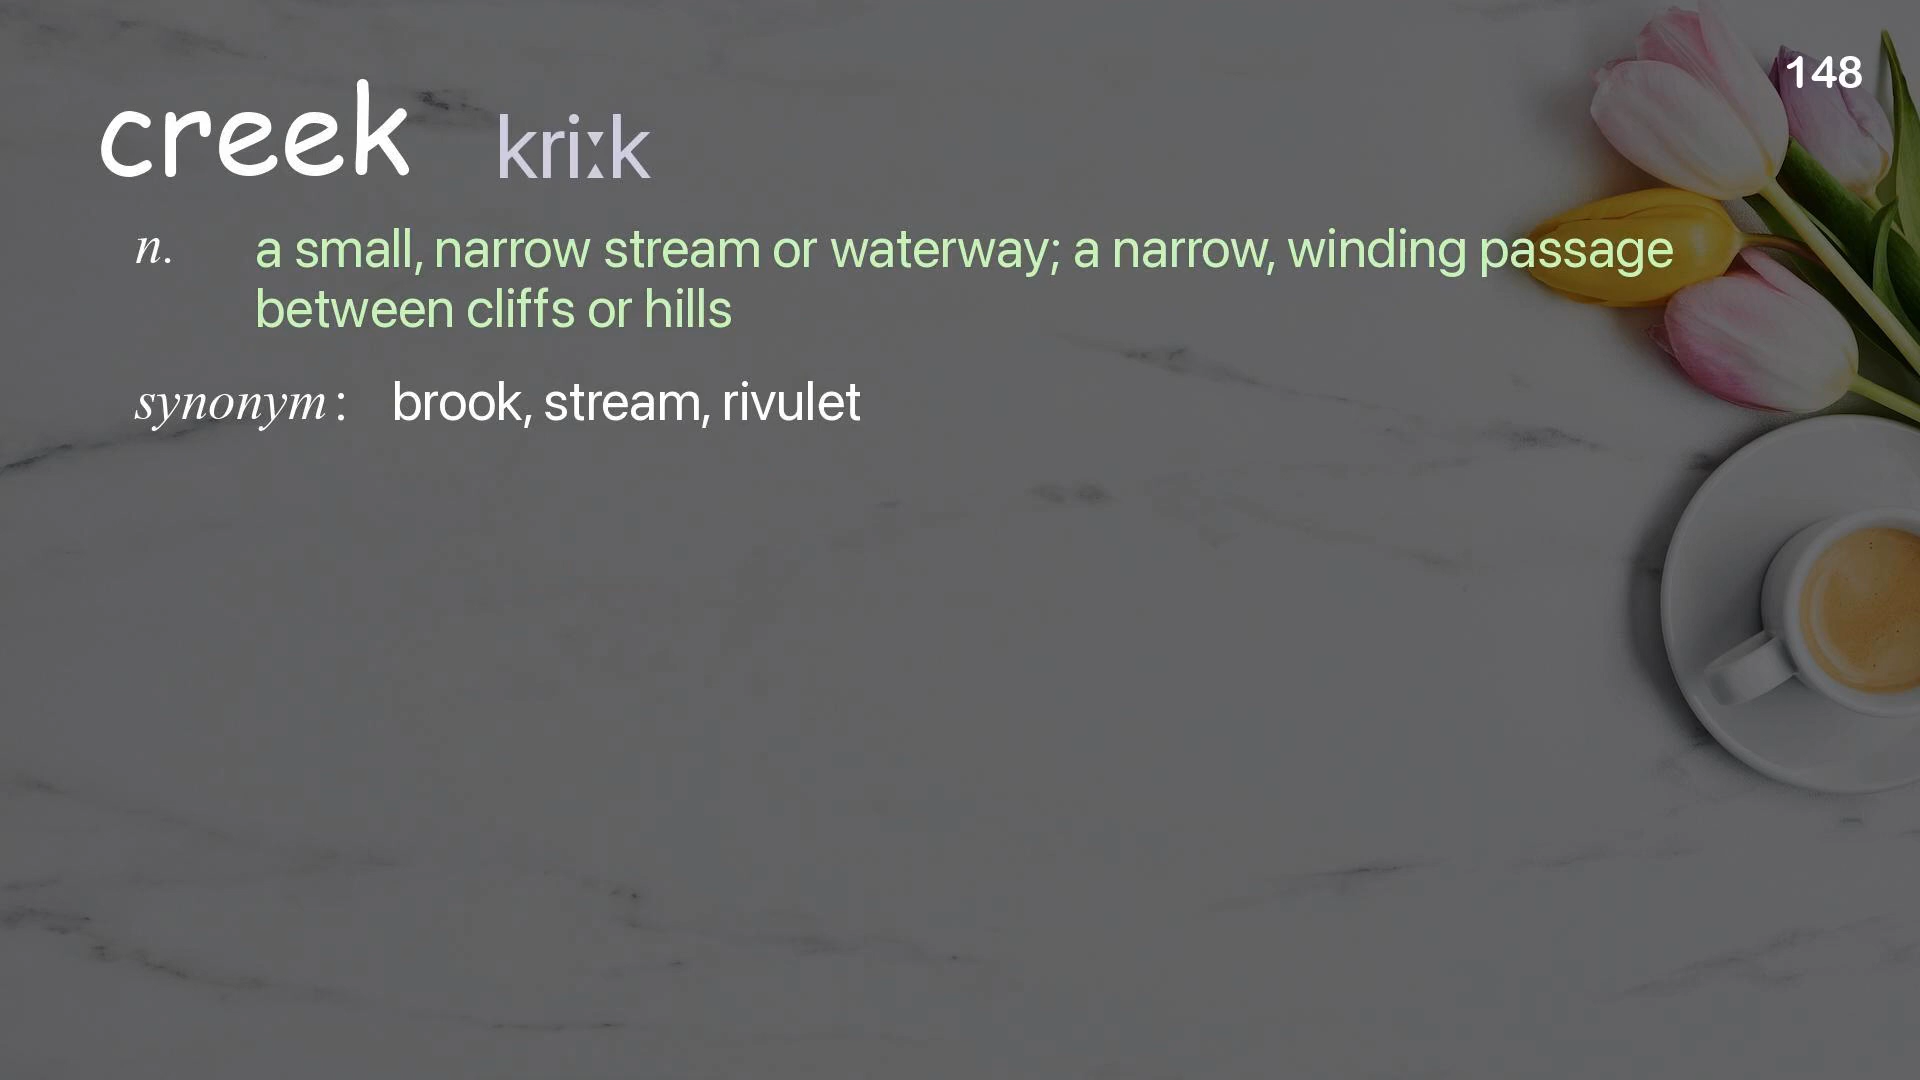 148
creek kriːk
n. a small, narrow stream or waterway; a narrow, winding passage
between cliffs or hills
synonym: brook, stream, rivulet